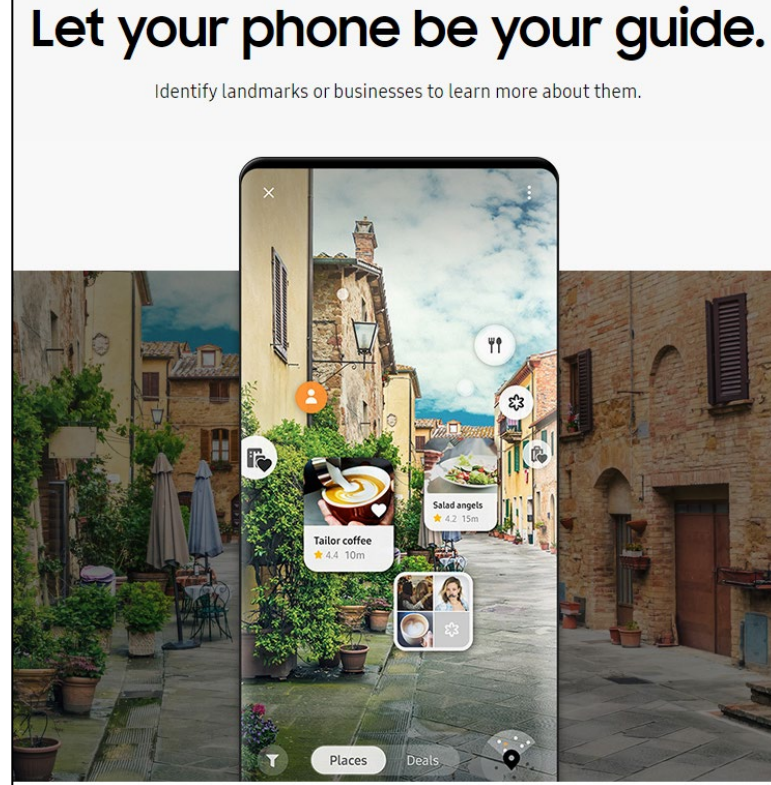 Let your phone be your guide.
Identify landmarks or businesses to learn more about them.
Salad angels
4.2 15m
Tailor coffee
4.4 10m
Places Deals